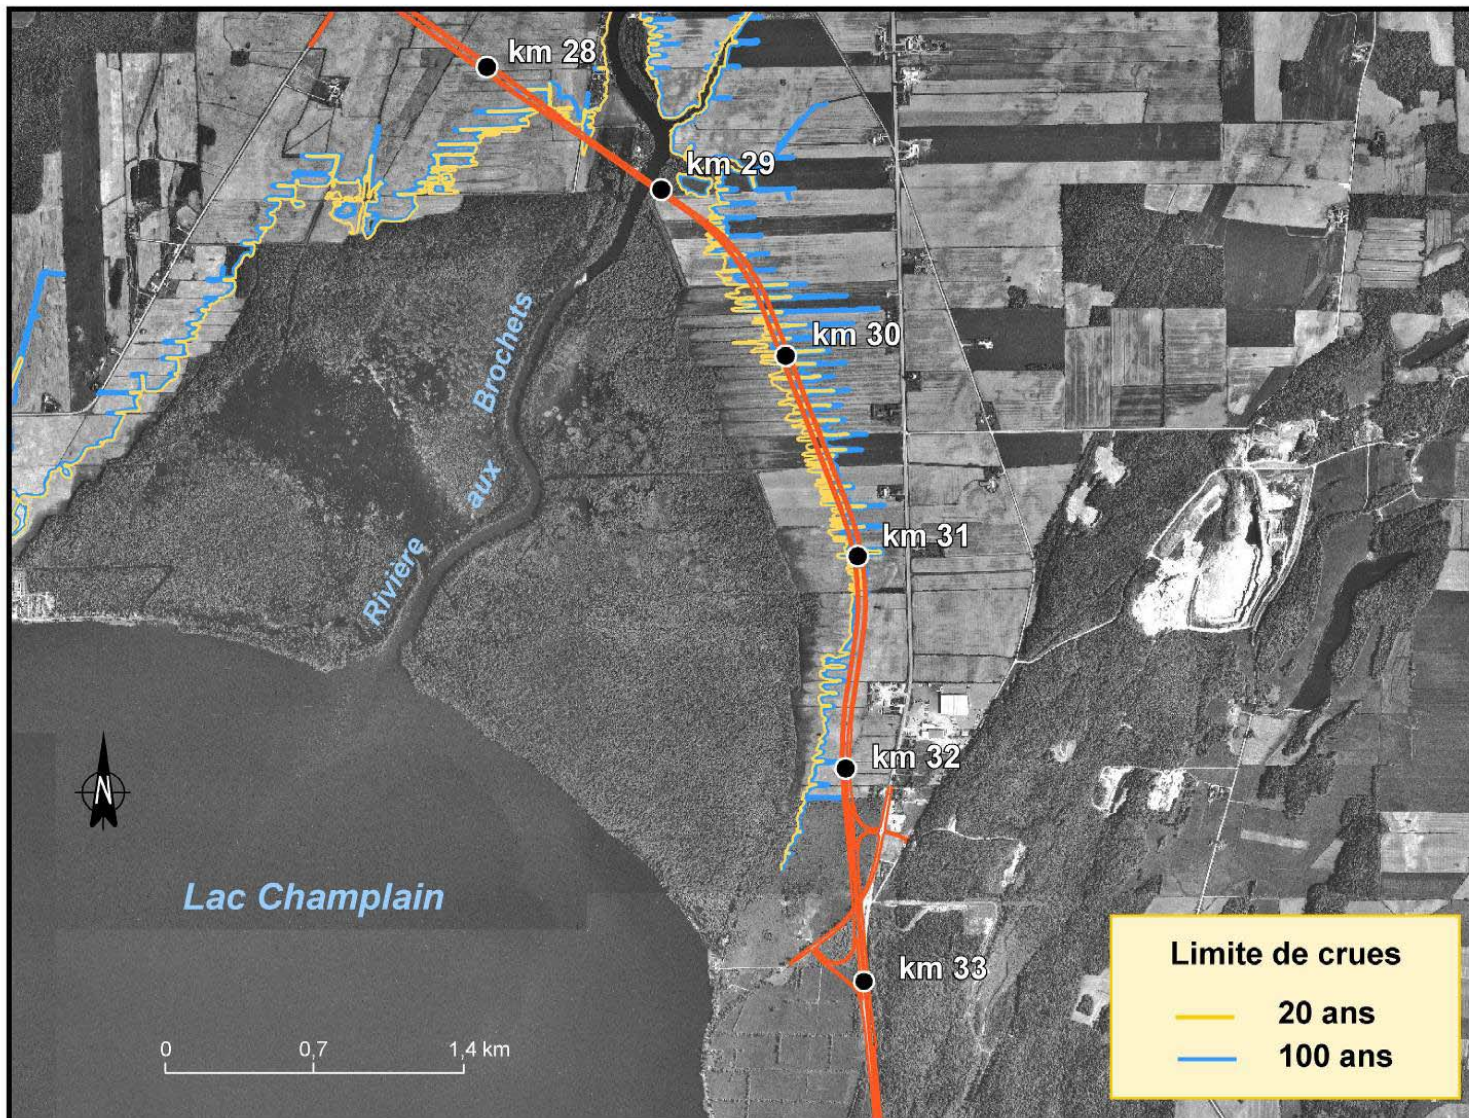 km 28
km 29
km 30
km 31
km 32
km 33
Rivière aux Brochets
Lac Champlain
N
0 0,7 1,4 km
Limite de crues
20 ans
100 ans